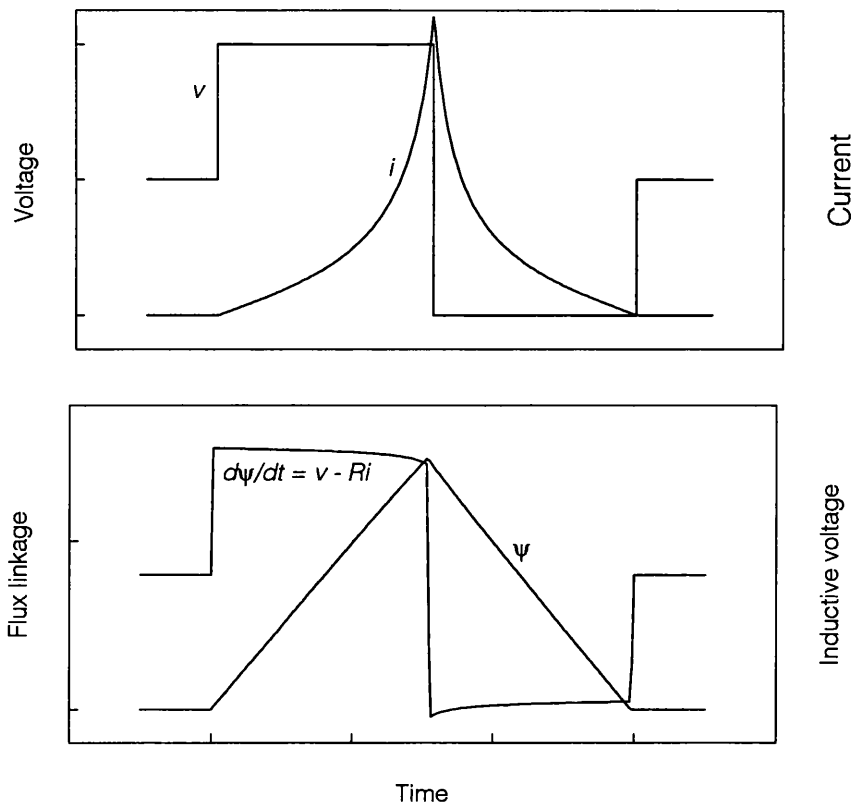 Voltage
v
i
Current
Flux linkage
dψ/dt = v - Ri
ψ
Inductive voltage
Time